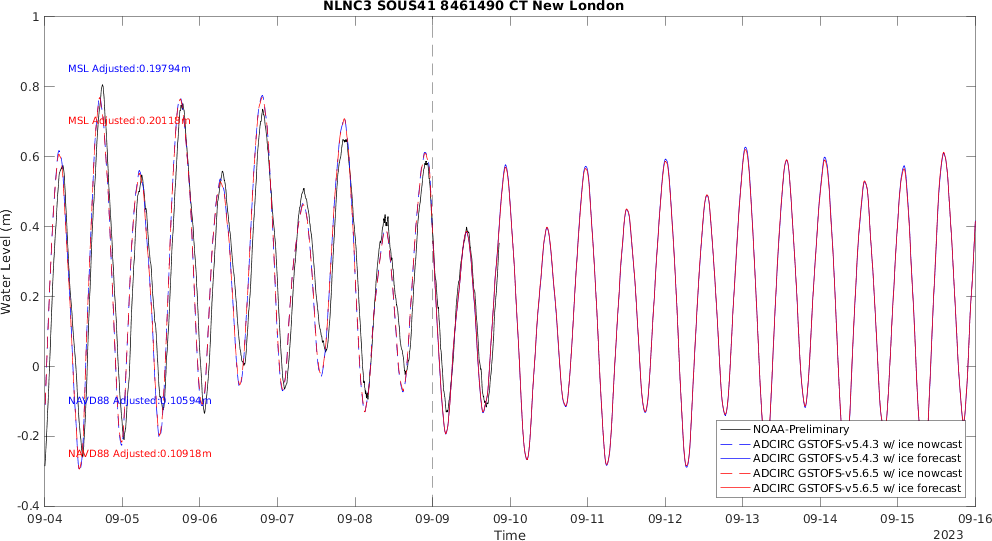 NLNC3 SOUS41 8461490 CT New London
Water Level (m)
1
0.8
0.6
0.4
0.2
0
-0.2
-0.4
MSL Adjusted:0.19794m
MSL Adjusted:0.20118m
NAVD88 Adjusted:0.10594m
NAVD88 Adjusted:0.10918m
NOAA-Preliminary
ADCIRC GSTOFS-v5.4.3 w/ ice nowcast
ADCIRC GSTOFS-v5.4.3 w/ ice forecast
ADCIRC GSTOFS-v5.6.5 w/ ice nowcast
ADCIRC GSTOFS-v5.6.5 w/ ice forecast
09-04 09-05 09-06 09-07 09-08 09-09 09-10 09-11 09-12 09-13 09-14 09-15 09-16
Time
2023